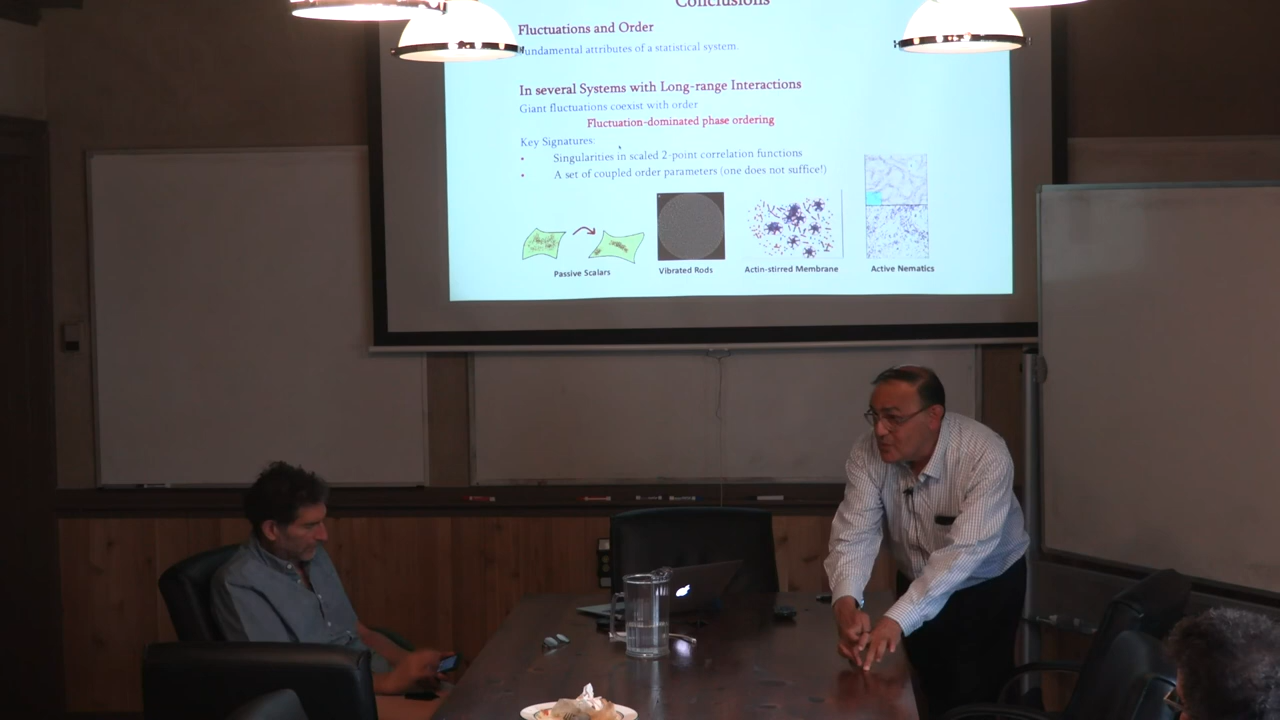 Conclusions
Fluctuations and Order
Fundamental attributes of a statistical system.
In several Systems with Long-range Interactions
Giant fluctuations coexist with order
Fluctuation-dominated phase ordering
Key Signatures:
• Singularities in scaled 2-point correlation functions
• A set of coupled order parameters (one does not suffice!)
Passive Scalars
Vibrated Rods
Actin-stirred Membrane
Active Nematics